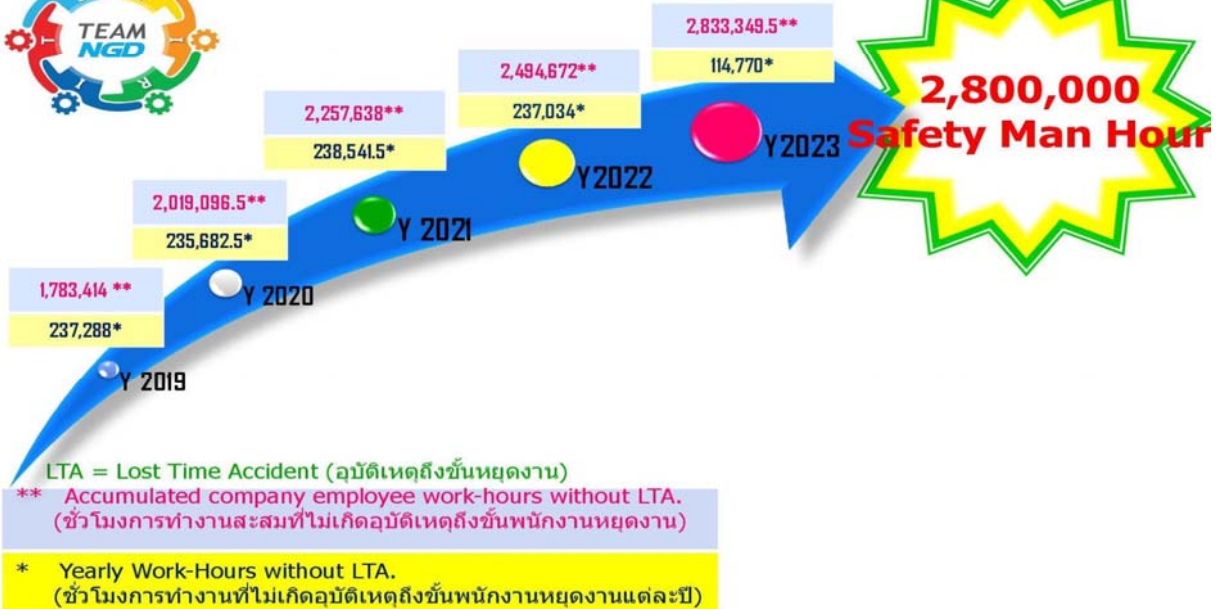 TEAM
NGD
2,833,349.5**
114,770*
2,494,672**
237,034*
2,257,638**
238,541.5*
2,019,096.5**
235,682.5*
1,783,414 **
237,288*
2,800,000
Safety Man Hour
Y2023
Y2022
Y 2021
Y 2020
Y 2019
LTA = Lost Time Accident (อุบัติเหตุถึงขั้นหยุดงาน)
** Accumulated company employee work-hours without LTA.
(ชั่วโมงการทำงานสะสมที่ไม่เกิดอุบัติเหตุถึงขั้นพนักงานหยุดงาน)
* Yearly Work-Hours without LTA.
(ชั่วโมงการทำงานที่ไม่เกิดอุบัติเหตุถึงขั้นพนักงานหยุดงานแต่ละปี)